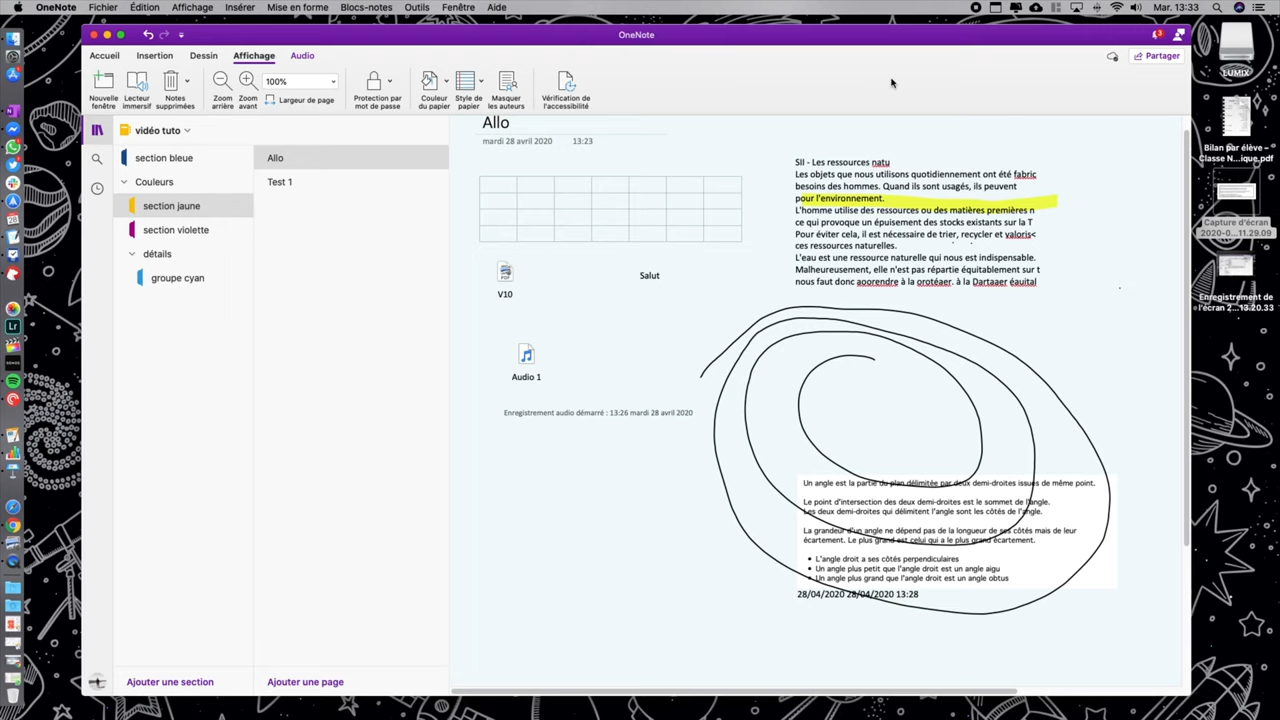 OneNote Fichier Édition Affichage Insérer Mise en forme Blocs-notes Outils Fenêtre Aide Mar. 13:33
OneNote
3
Accueil Insertion Dessin Affichage Audio
Partager
100%
Largeur de page
Nouvelle fenêtre
Lecteur immersif
Notes supprimées
Zoom arrière
Zoom avant
Protection par mot de passe
Couleur du papier
Style de papier
Masquer les auteurs
Vérification de l'accessibilité
vidéo tuto
section bleue
Couleurs
section jaune
section violette
détails
groupe cyan
Ajouter une section
Allo
Test 1
Ajouter une page
Allo
mardi 28 avril 2020 13:23
PDF
V10
Salut
Audio 1
Enregistrement audio démarré : 13:26 mardi 28 avril 2020
SII - Les ressources natu
Les objets que nous utilisons quotidiennement ont été fabric
besoins des hommes. Quand ils sont usagés, ils peuvent
pour l'environnement.
L'homme utilise des ressources ou des matières premières n
ce qui provoque un épuisement des stocks existants sur la T
Pour éviter cela, il est nécessaire de trier, recycler et valoris<
ces ressources naturelles.
L'eau est une ressource naturelle qui nous est indispensable.
Malheureusement, elle n'est pas répartie équitablement sur t
nous faut donc aoorendre à la orotéaer. à la Dartaaer éauital
Un angle est la partie du plan délimitée par deux demi-droites issues de même point.
Le point d'intersection des deux demi-droites est le sommet de l'angle.
Les deux demi-droites qui délimitent l'angle sont les côtés de l'angle.
La grandeur d'un angle ne dépend pas de la longueur de ses côtés mais de leur
écartement. Le plus grand est celui qui a le plus grand écartement.
• L'angle droit a ses côtés perpendiculaires
• Un angle plus petit que l'angle droit est un angle aigu
• Un angle plus grand que l'angle droit est un angle obtus
28/04/2020 28/04/2020 13:28
LUMIX
Bilan par élève –
Classe N...ique.pdf
Capture d'écran
2020-0...11.29.09
Enregistrement de
l'écran 2...13.20.33
Lr